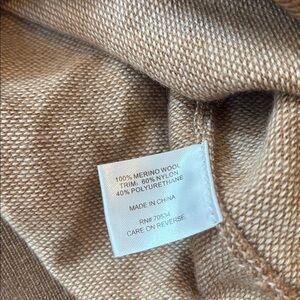 100% MERINO WOOL
TRIM: 60% NYLON
40% POLYURETHANE
MADE IN CHINA
RN# 70534
CARE ON REVERSE